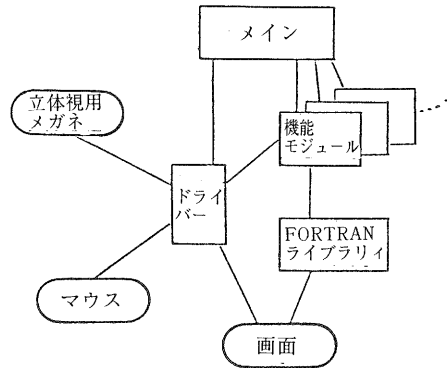 メイン
立体視用
メガネ
機能
モジュール
ドライ
バー
FORTRAN
ライブラリィ
マウス
画面